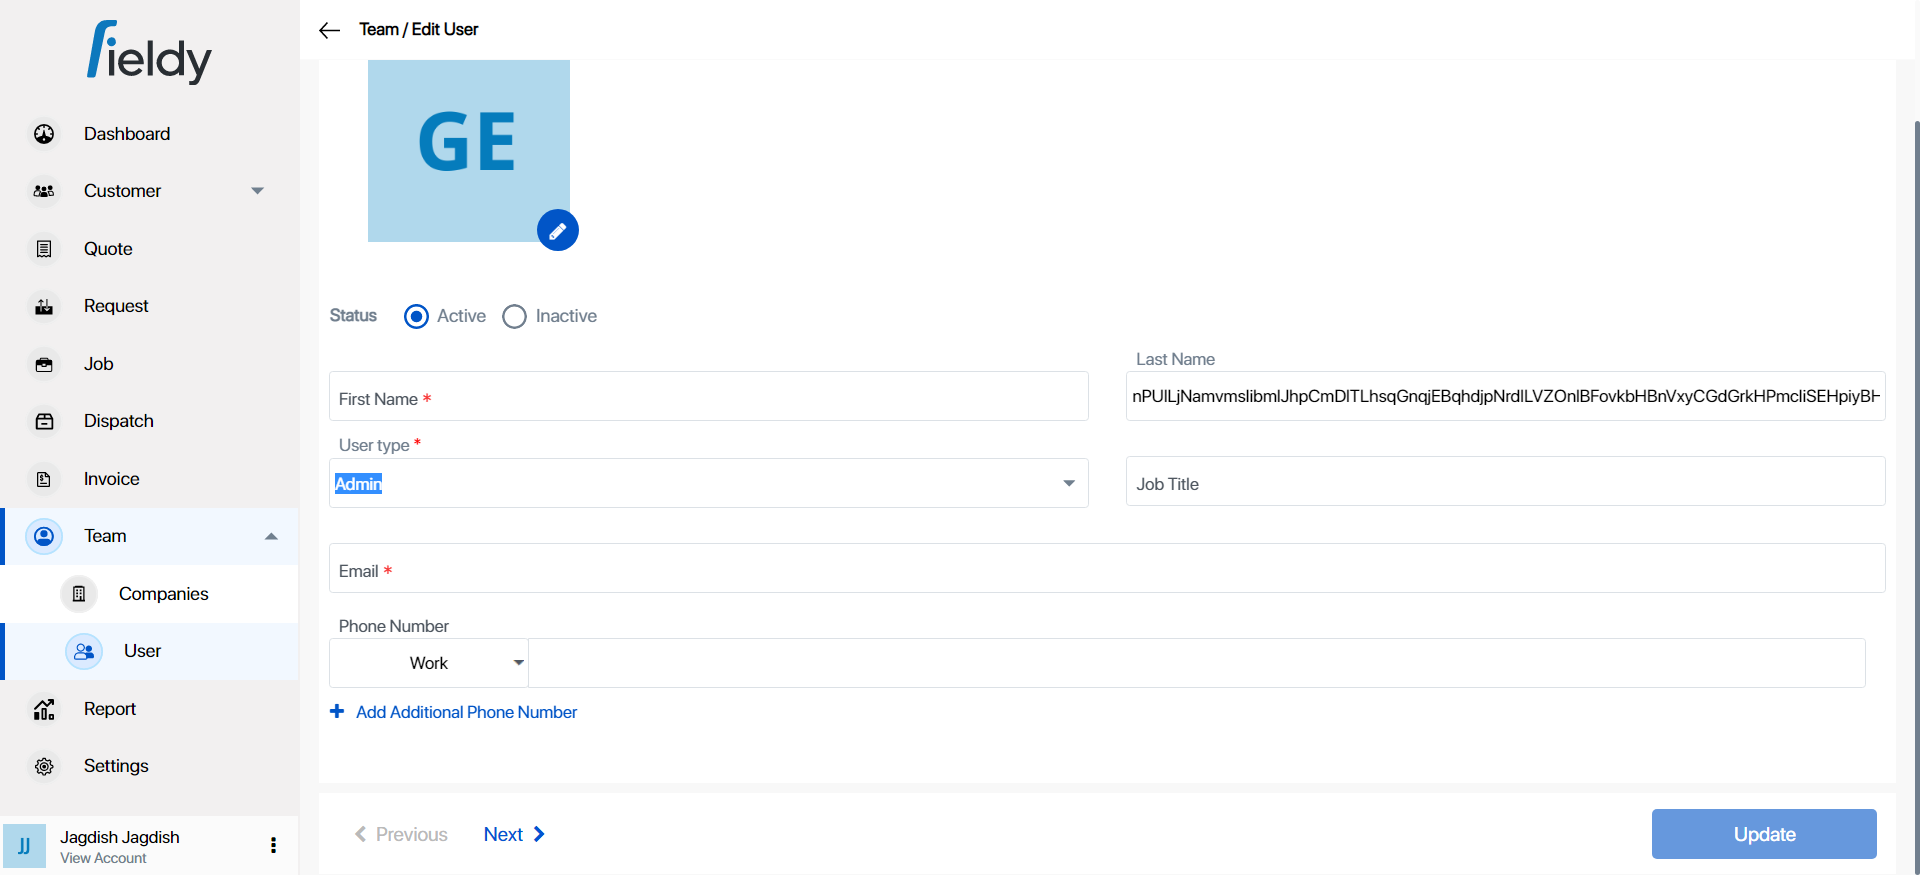 fieldy
Team / Edit User
GE
Dashboard
Customer
Quote
Request
Job
Dispatch
Invoice
Team
Companies
User
Report
Settings
JJ
Jagdish Jagdish
View Account
Status
Active
Inactive
First Name *
Last Name
User type *
Admin
Job Title
Email *
Phone Number
Work
+ Add Additional Phone Number
Previous
Next
Update